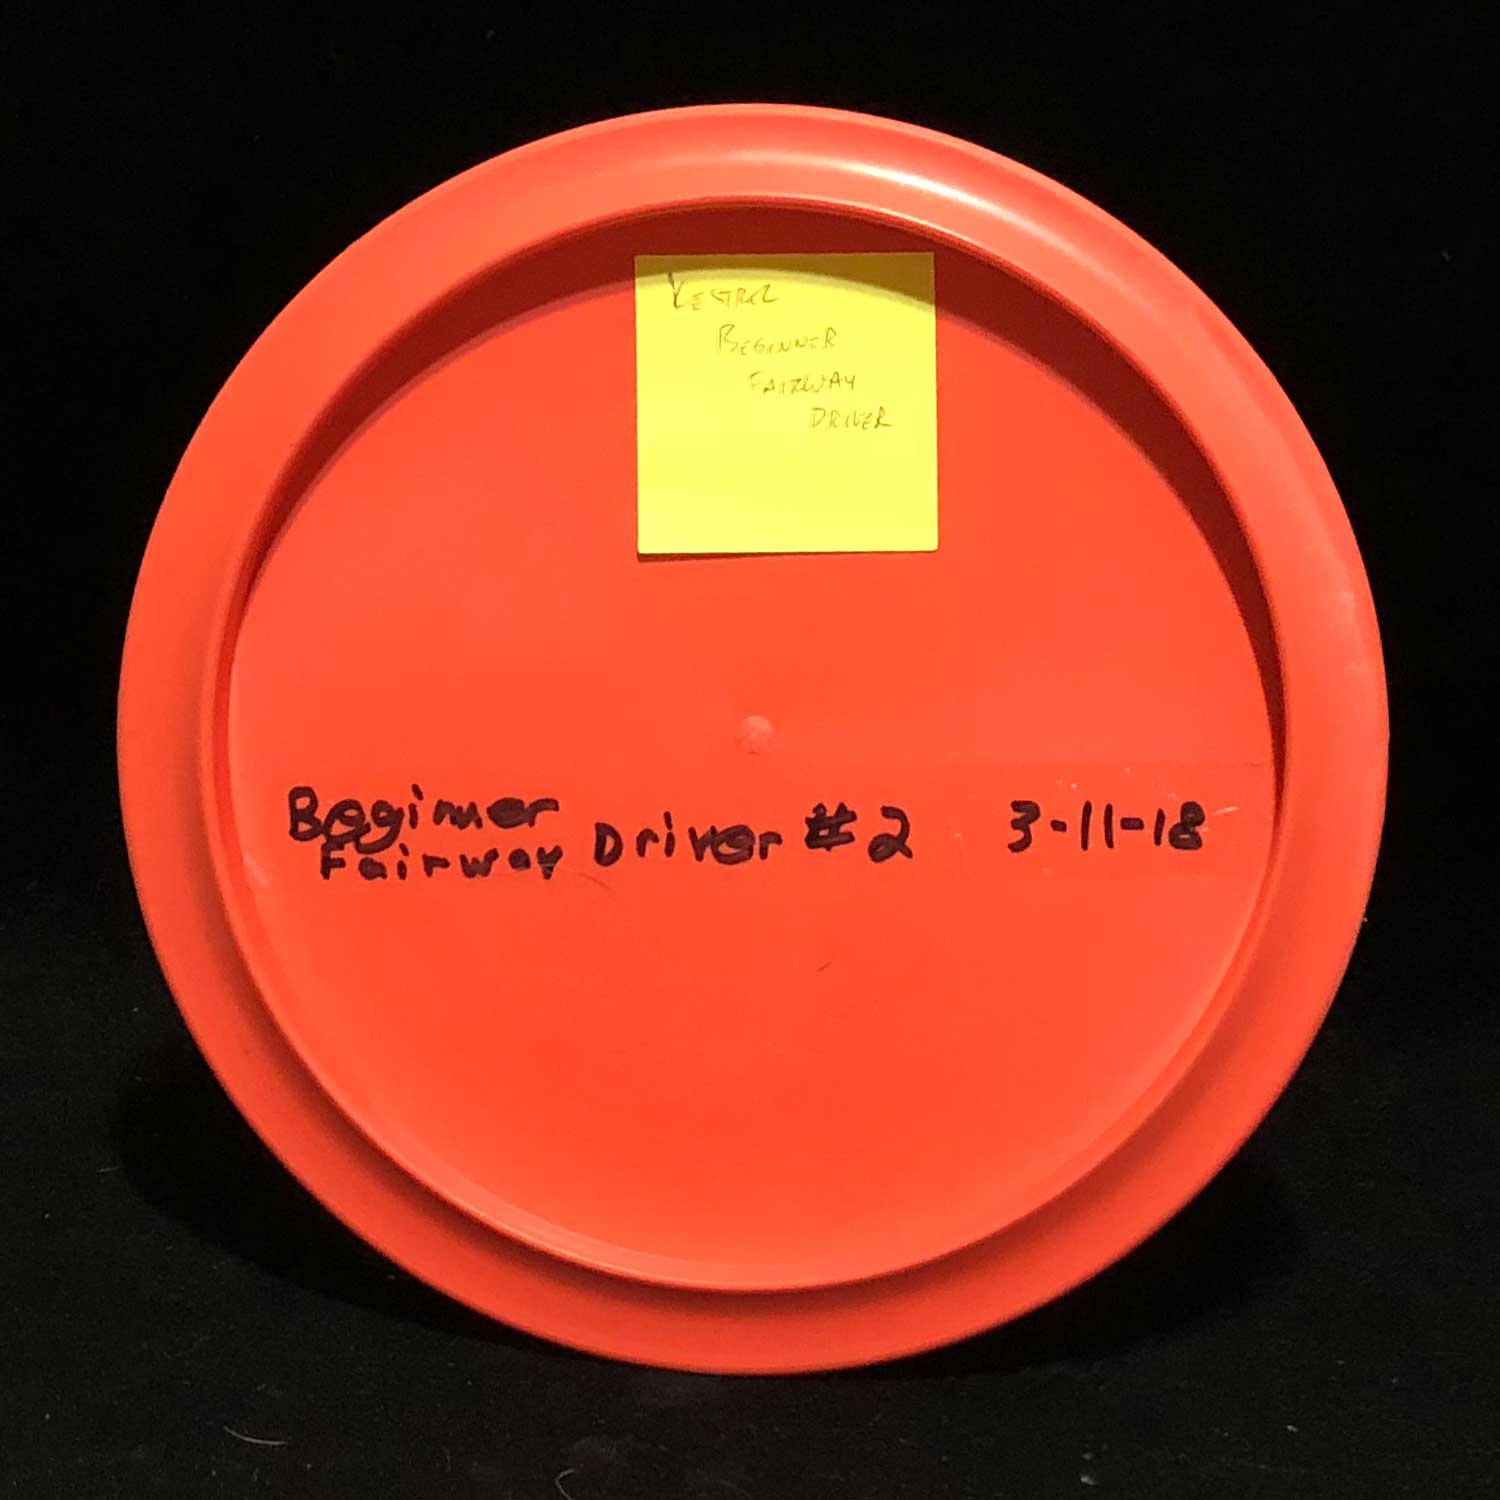 Kestrel
Beginner
Fairway
Driver
Beginner
Fairway Driver #2 3-11-18